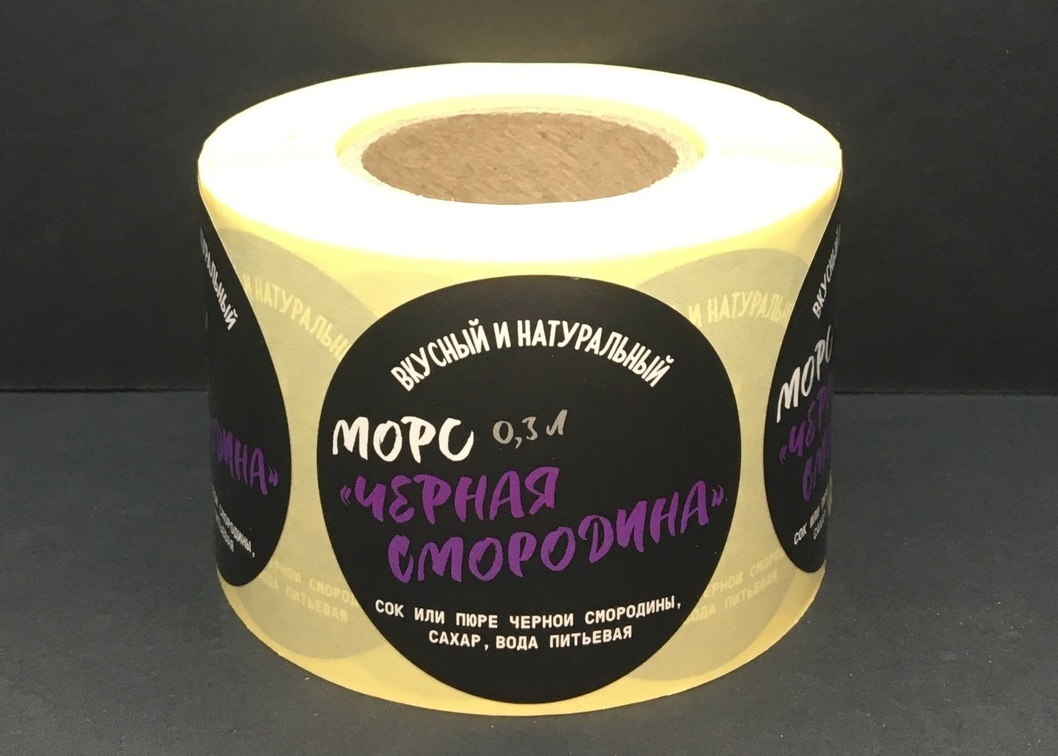 ВКУСНЫЙ И НАТУРАЛЬНЫЙ
МОРС 0,3 Л
«ЧЕРНАЯ
СМОРОДИНА»
СОК ИЛИ ПЮРЕ ЧЕРНОЙ СМОРОДИНЫ,
САХАР, ВОДА ПИТЬЕВАЯ